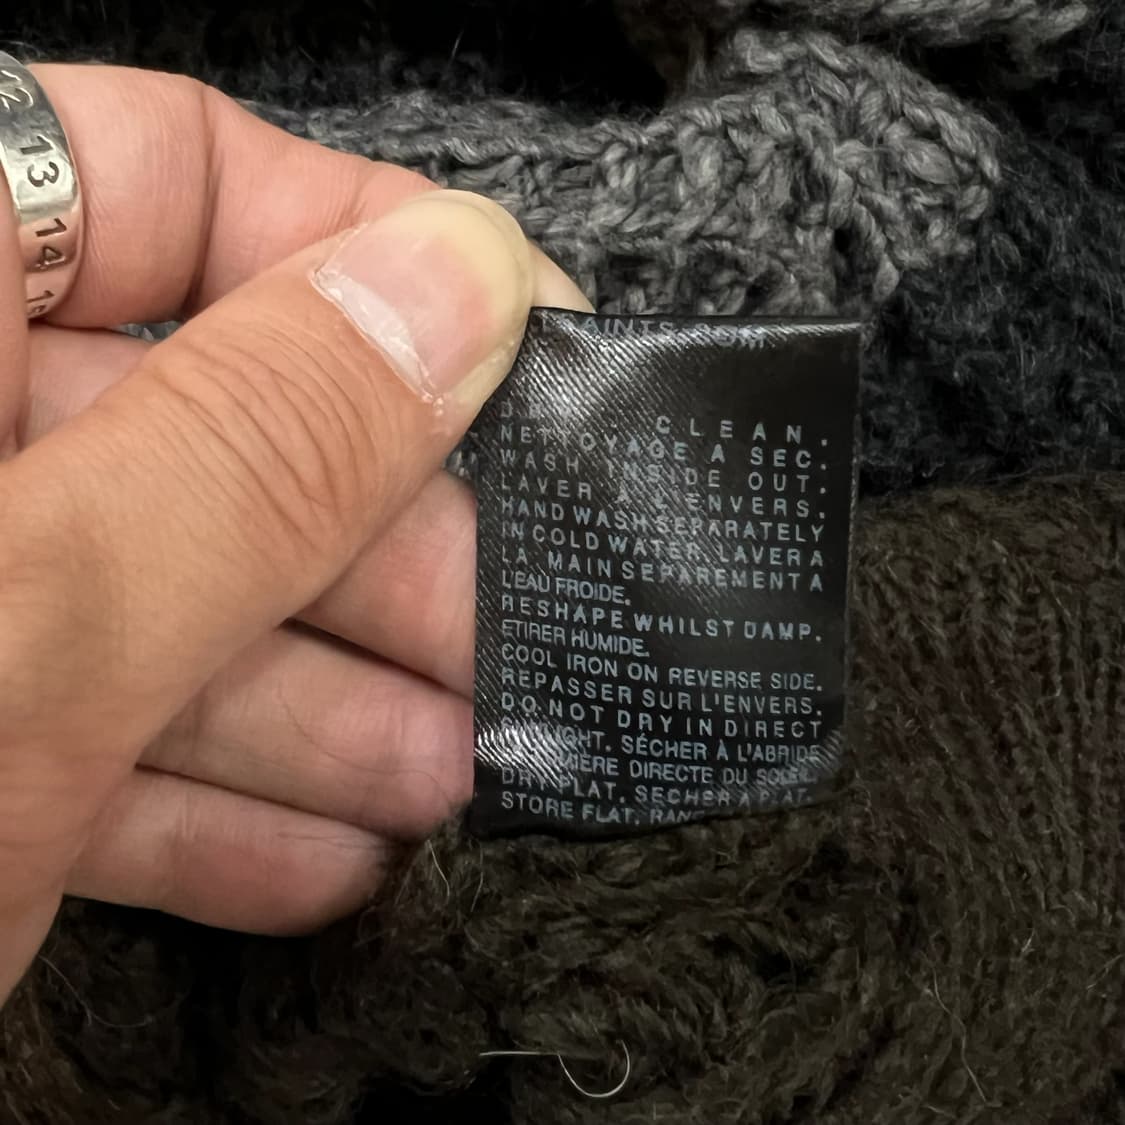 12
13
14
DRY CLEAN.
NETTOYAGE A SEC.
WASH INSIDE OUT.
LAVER A L'ENVERS.
HAND WASH SEPARATELY
IN COLD WATER. LAVER A
LA MAIN SEPAREMENT A
L'EAU FROIDE.
RESHAPE WHILST DAMP.
ETIRER HUMIDE.
COOL IRON ON REVERSE SIDE.
REPASSER SUR L'ENVERS.
DO NOT DRY IN DIRECT
SUNLIGHT. SÉCHER À L'ABRI DE
LUMIERE DIRECTE DU SOLEIL.
DRY FLAT. SECHER A PLAT.
STORE FLAT.